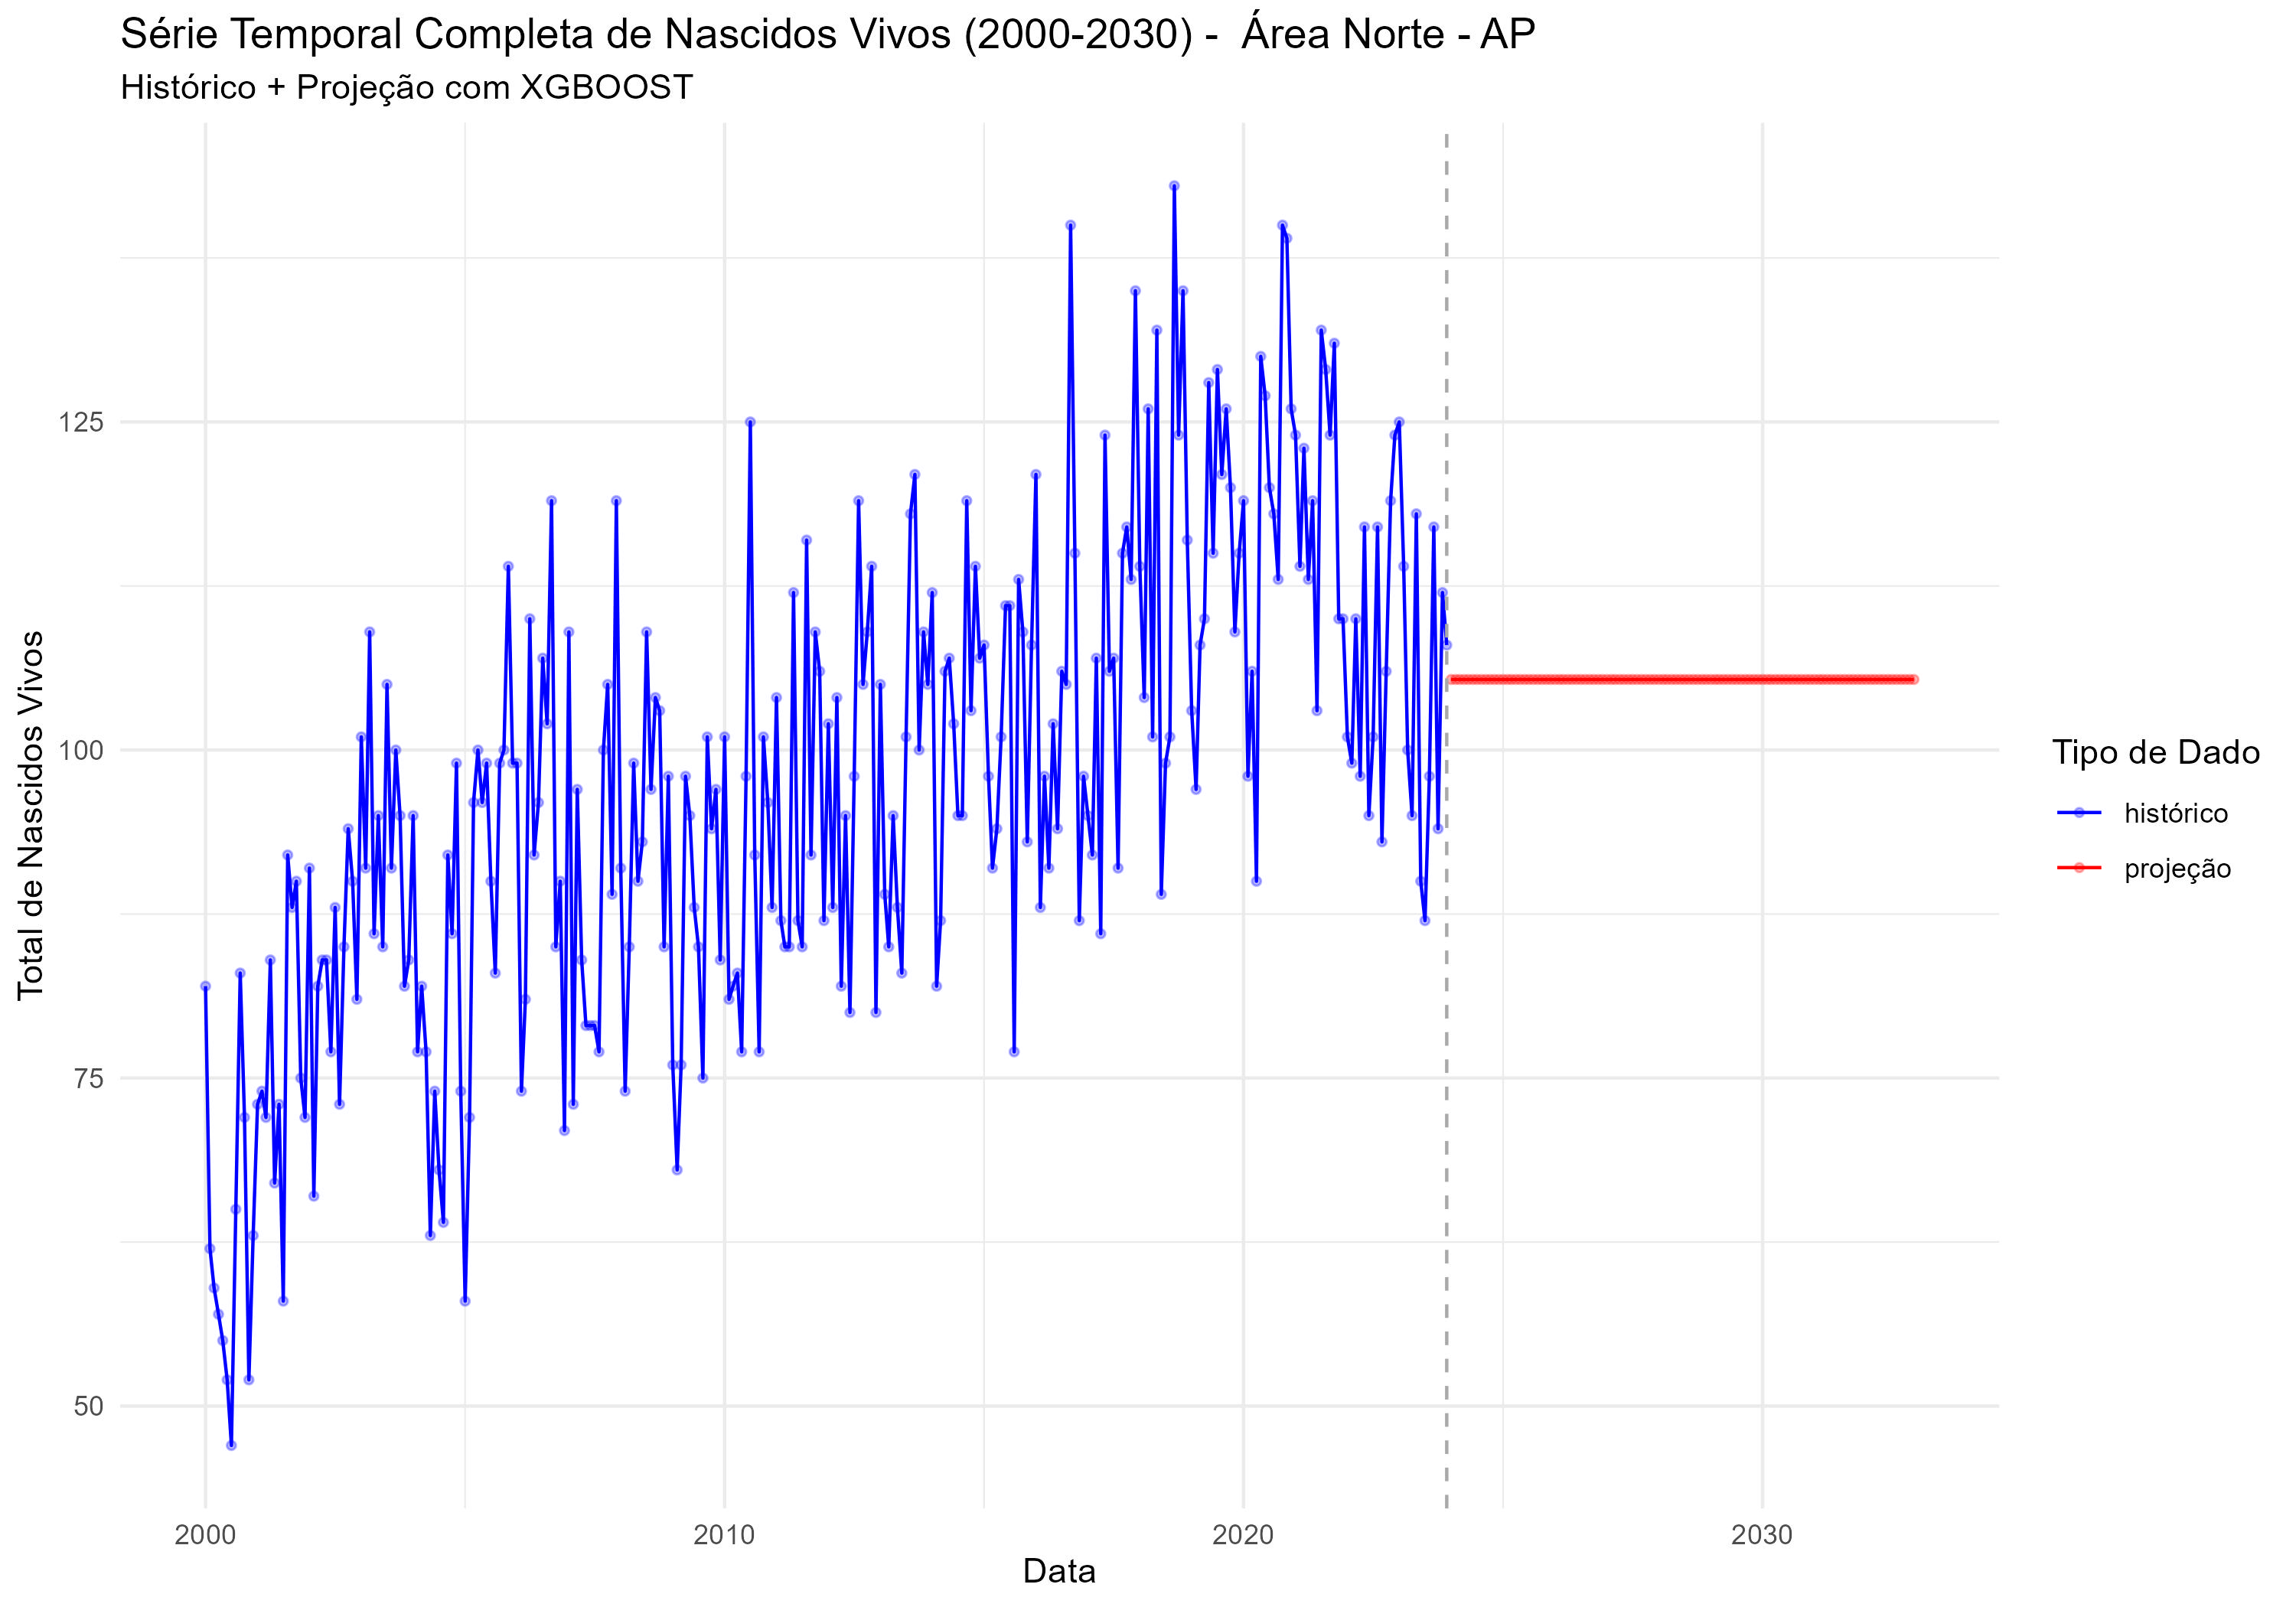 Série Temporal Completa de Nascidos Vivos (2000-2030) -  Área Norte - AP
Histórico + Projeção com XGBOOST
Total de Nascidos Vivos
125
100
75
50
2000
2010
2020
2030
Data
Tipo de Dado
histórico
projeção